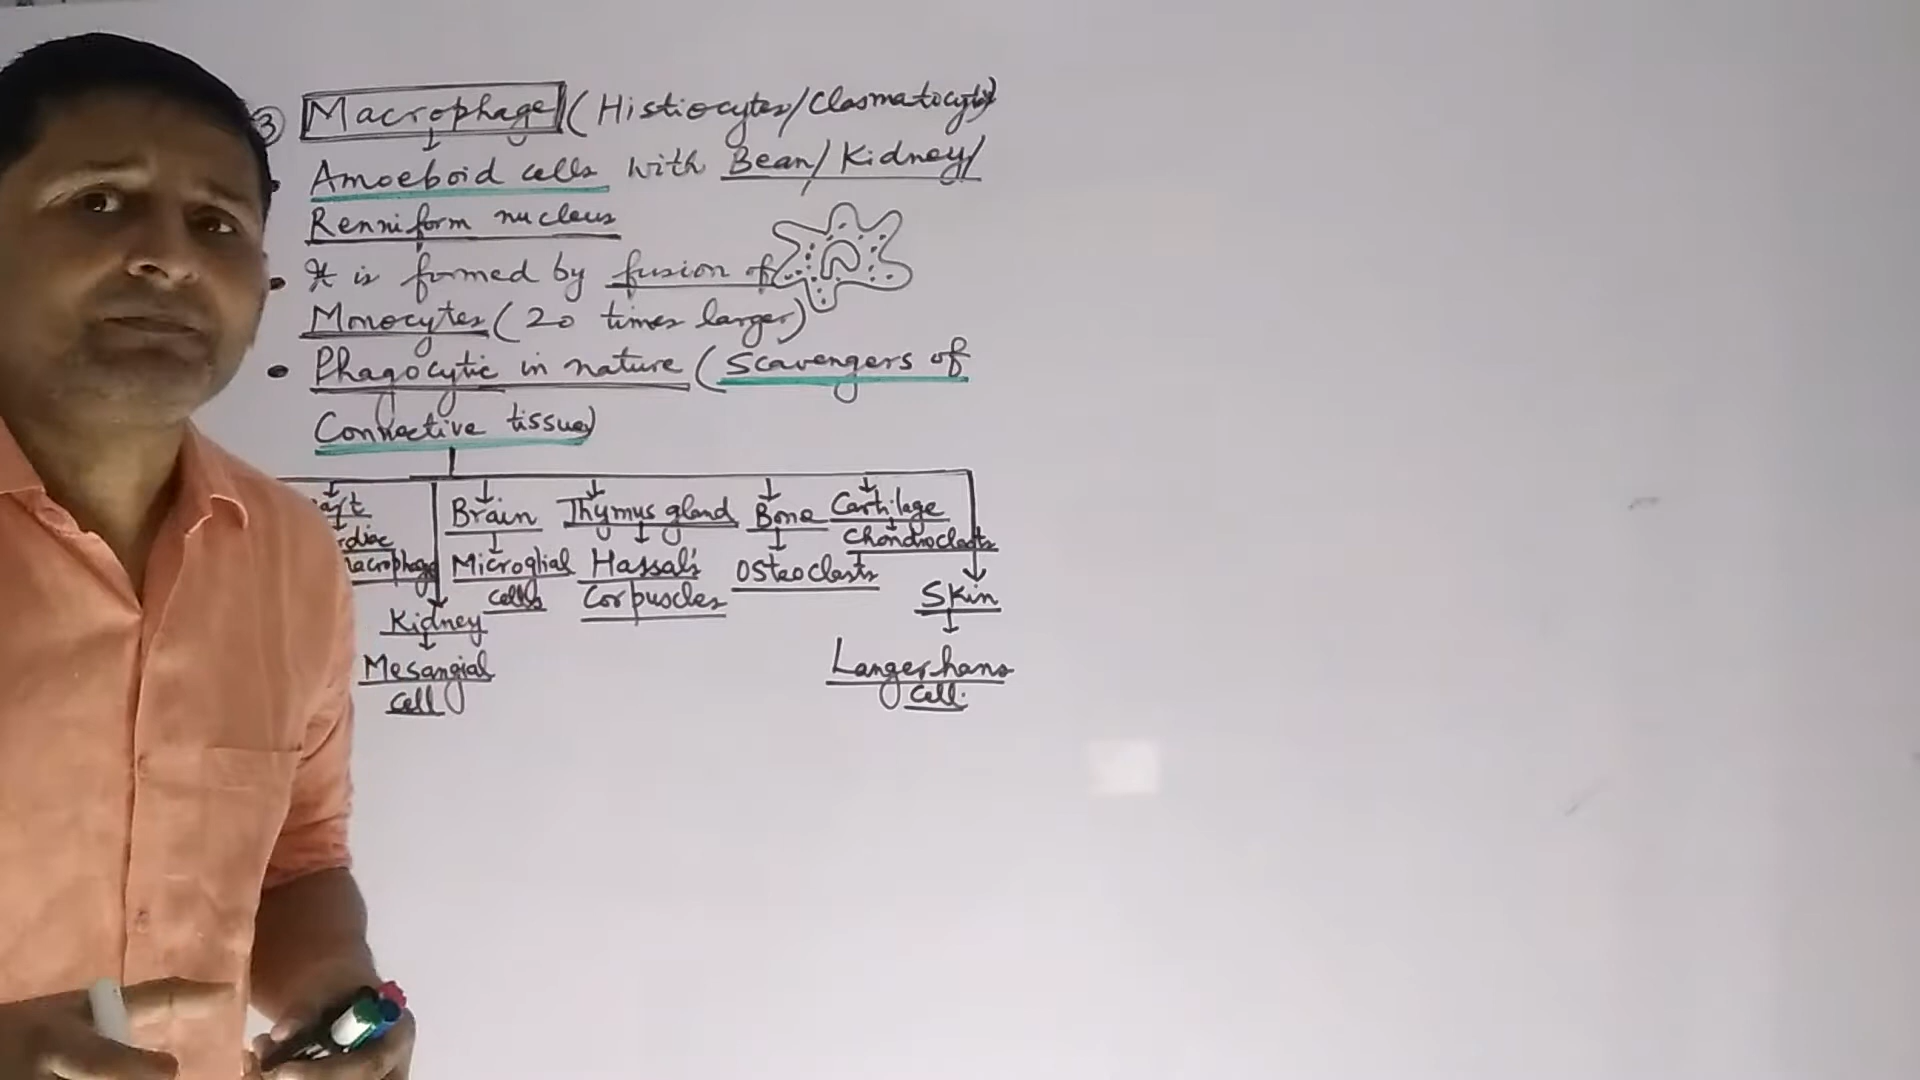 3 Macrophage (Histiocytes/Clasmatocyte)
• Amoeboid cells with Bean/Kidney/
Renniform nucleus
• It is formed by fusion of
Monocytes (20 times larger)
• Phagocytic in nature (Scavengers of
Connective tissue)
Brain Thymus gland Bone Cartilage
Chondroclasts
Macrophage Microglial Hassal's Osteoclasts
cells Corpuscles Skin
Kidney
Mesangial Langerhans
cell cell.